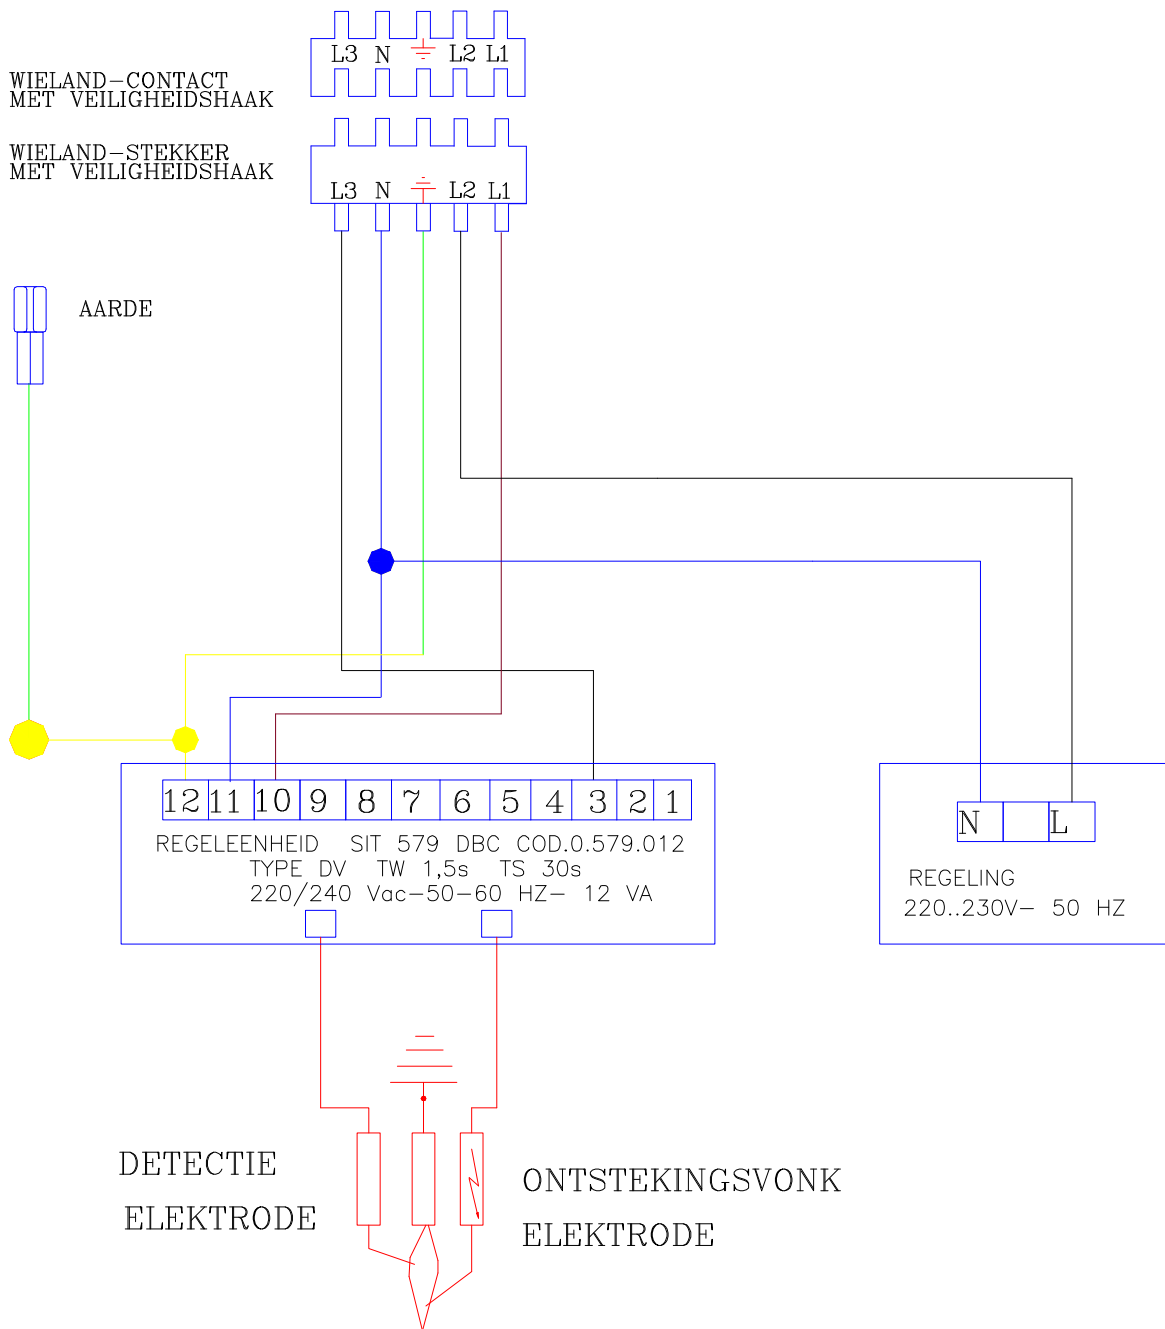 L3 N L2 L1
WIELAND-CONTACT
MET VEILIGHEIDSHAAK
WIELAND-STEKKER
MET VEILIGHEIDSHAAK
L3 N L2 L1
AARDE
12 11 10 9 8 7 6 5 4 3 2 1
REGELEENHEID SIT 579 DBC COD.0.579.012
TYPE DV TW 1,5s TS 30s
220/240 Vac-50-60 HZ- 12 VA
N L
REGELING
220..230V- 50 HZ
DETECTIE
ELEKTRODE
ONTSTEKINGSVONK
ELEKTRODE